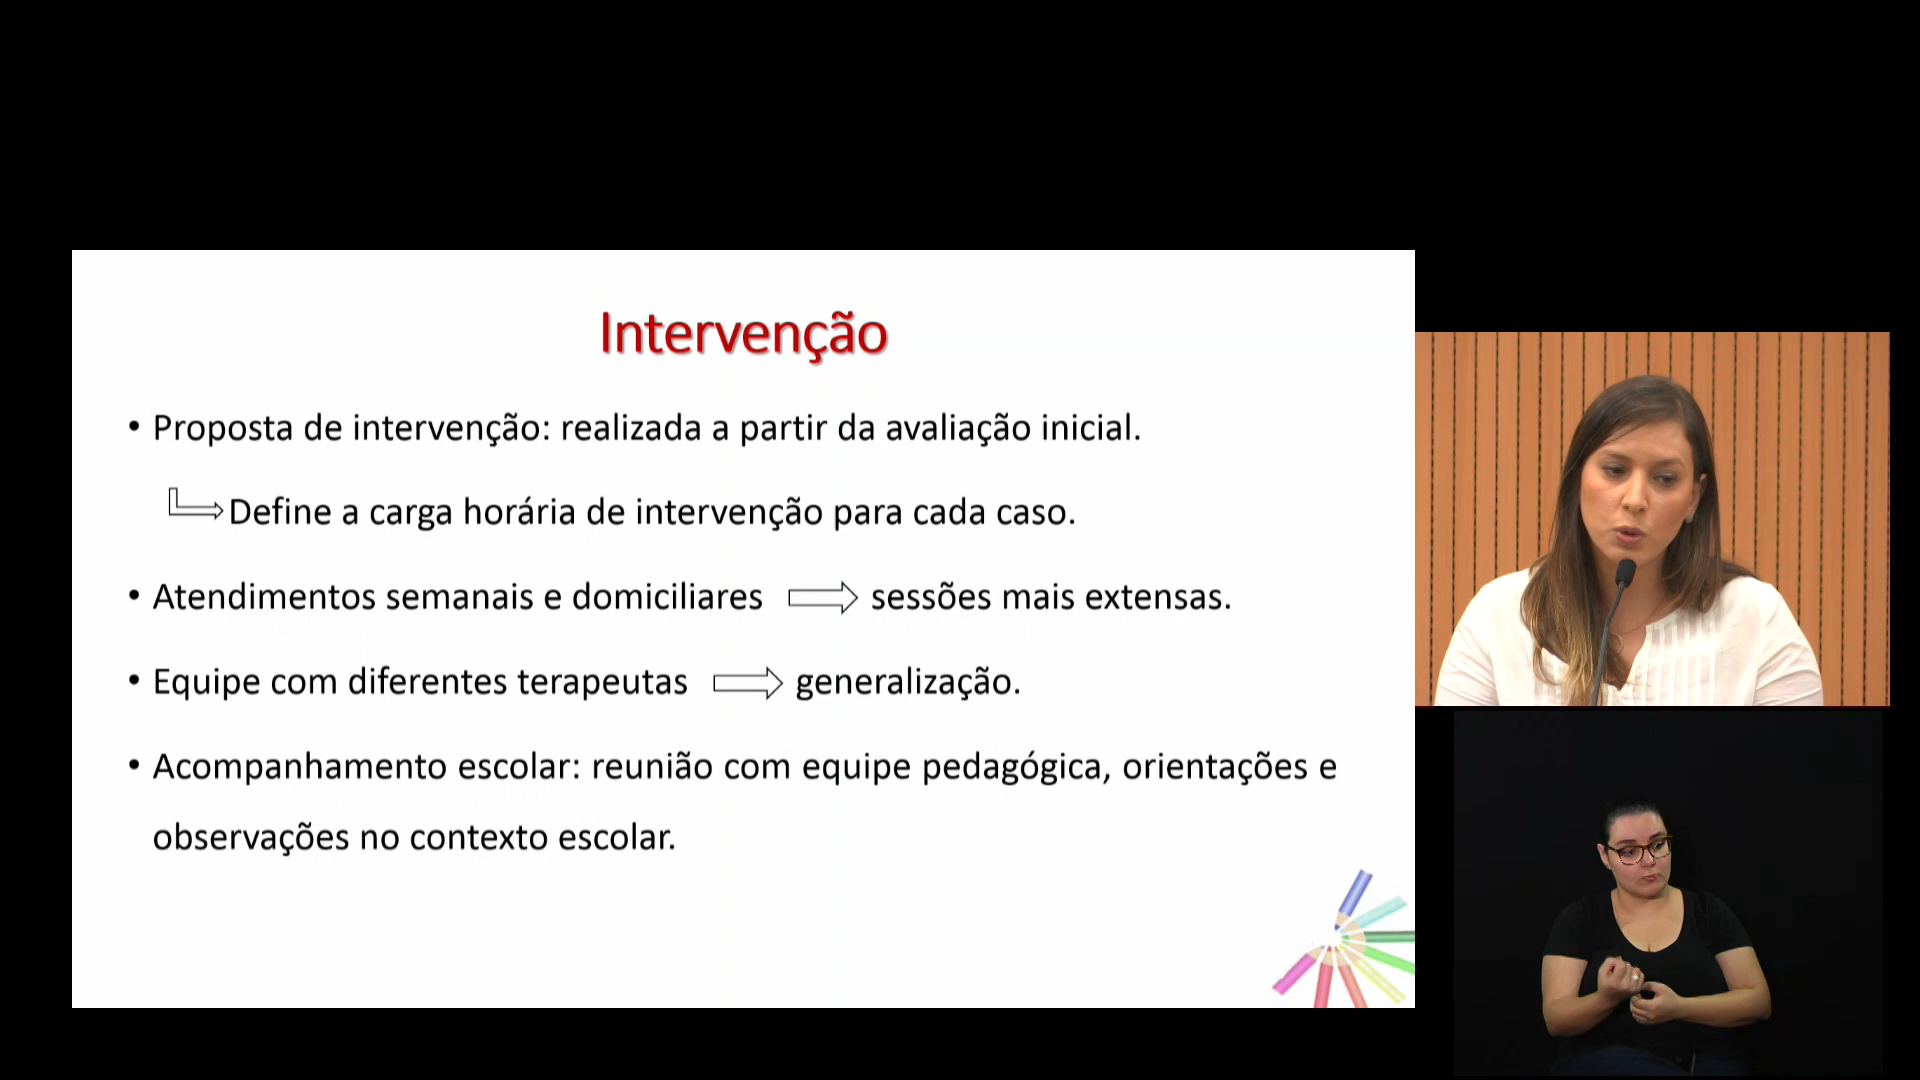 Intervenção
• Proposta de intervenção: realizada a partir da avaliação inicial.
Define a carga horária de intervenção para cada caso.
• Atendimentos semanais e domiciliares sessões mais extensas.
• Equipe com diferentes terapeutas generalização.
• Acompanhamento escolar: reunião com equipe pedagógica, orientações e
observações no contexto escolar.